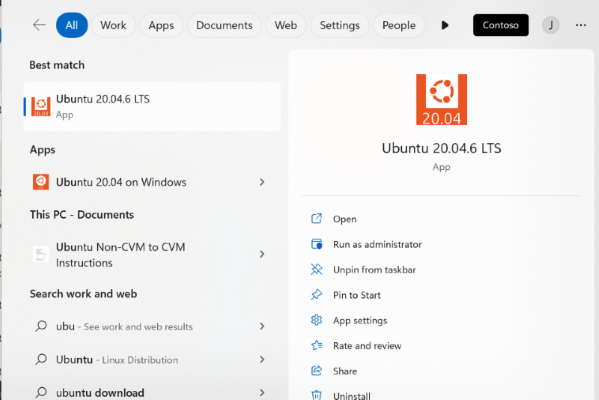 All
Work
Apps
Documents
Web
Settings
People
Contoso
J
Best match
Ubuntu 20.04.6 LTS
App
Apps
Ubuntu 20.04 on Windows
This PC - Documents
Ubuntu Non-CVM to CVM
Instructions
Search work and web
ubu - See work and web results
Ubuntu - Linux Distribution
ubuntu download
20.04
Ubuntu 20.04.6 LTS
App
Open
Run as administrator
Unpin from taskbar
Pin to Start
App settings
Rate and review
Share
Uninstall